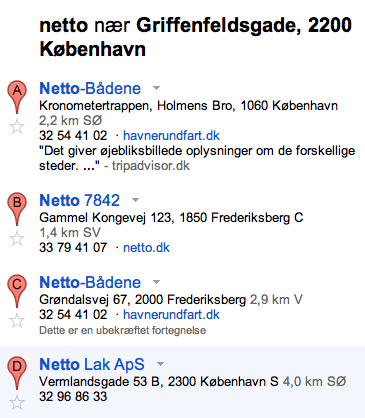 netto nær Griffenfeldsgade, 2200
København
A
Netto-Bådene
Kronometertrappen, Holmens Bro, 1060 København
2,2 km SØ
32 54 41 02 · havnerundfart.dk
"Det giver øjebliksbillede oplysninger om de forskellige
steder. ..." - tripadvisor.dk
B
Netto 7842
Gammel Kongevej 123, 1850 Frederiksberg C
1,4 km SV
33 79 41 07 · netto.dk
C
Netto-Bådene
Grøndalsvej 67, 2000 Frederiksberg 2,9 km V
32 54 41 02 · havnerundfart.dk
Dette er en ubekræftet fortegnelse
D
Netto Lak ApS
Vermlandsgade 53 B, 2300 København S 4,0 km SØ
32 96 86 33